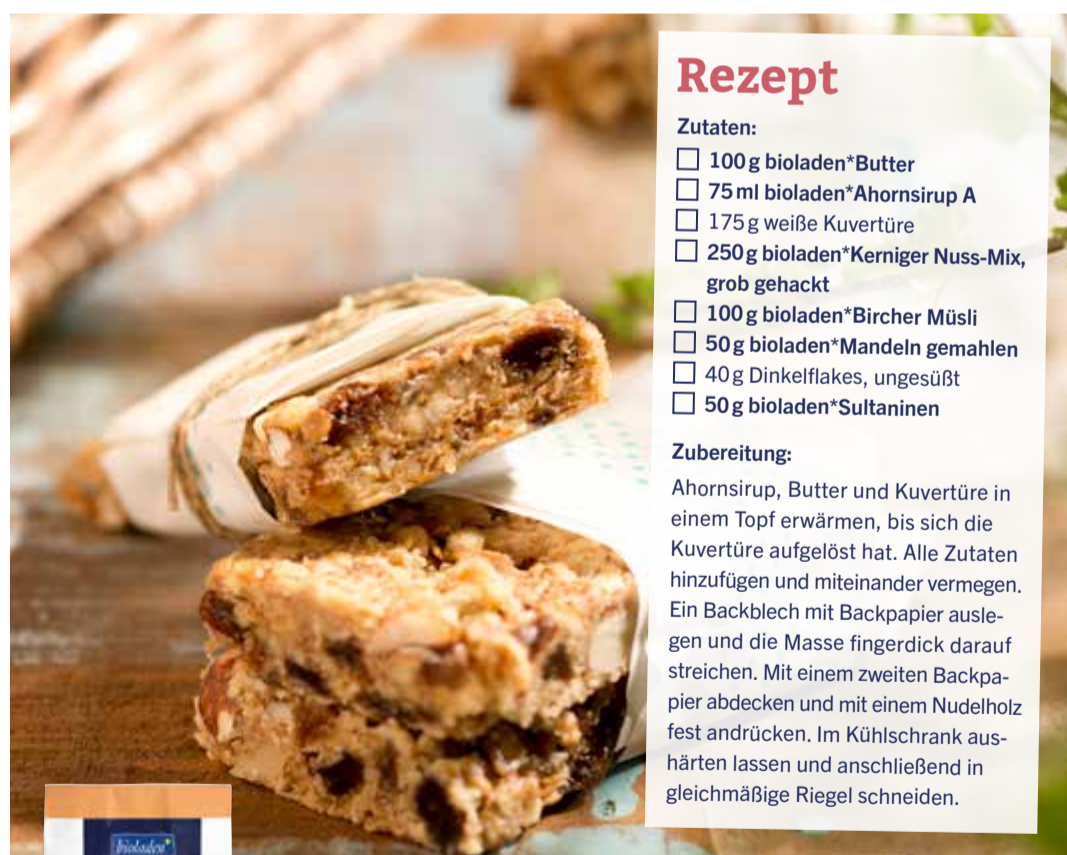 Rezept
Zutaten:
100 g bioladen*Butter
75 ml bioladen*Ahornsirup A
175 g weiße Kuvertüre
250 g bioladen*Kerniger Nuss-Mix,
grob gehackt
100 g bioladen*Bircher Müsli
50 g bioladen*Mandeln gemahlen
40 g Dinkelflakes, ungesüßt
50 g bioladen*Sultaninen
Zubereitung:
Ahornsirup, Butter und Kuvertüre in
einem Topf erwärmen, bis sich die
Kuvertüre aufgelöst hat. Alle Zutaten
hinzufügen und miteinander vermegen.
Ein Backblech mit Backpapier ausle-
gen und die Masse fingerdick darauf
streichen. Mit einem zweiten Backpa-
pier abdecken und mit einem Nudelholz
fest andrücken. Im Kühlschrank aus-
härten lassen und anschließend in
gleichmäßige Riegel schneiden.
bioladen*